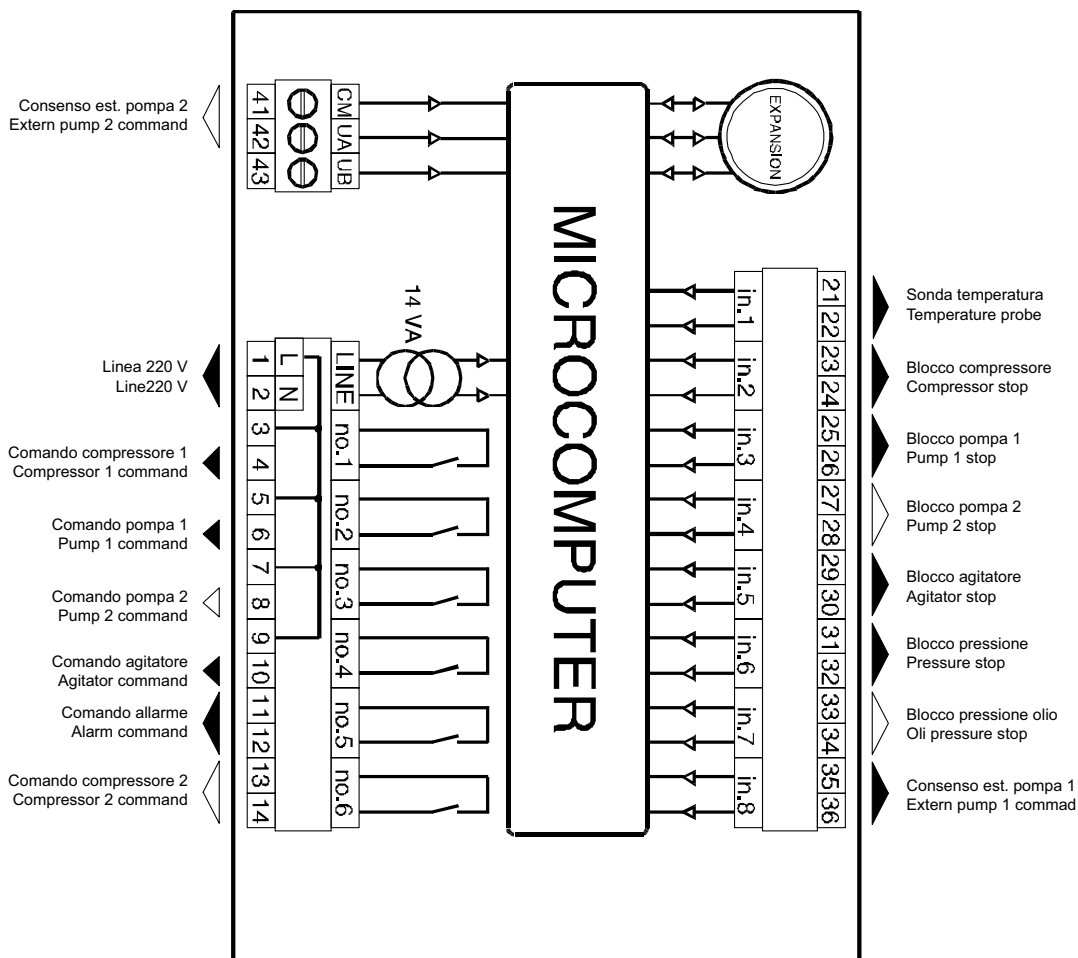 Consenso est. pompa 2
Extern pump 2 command
41
42
43
CM
UA
UB
EXPANSION
MICROCOMPUTER
14 VA
Linea 220 V
Line220 V
Comando compressore 1
Compressor 1 command
Comando pompa 1
Pump 1 command
Comando pompa 2
Pump 2 command
Comando agitatore
Agitator command
Comando allarme
Alarm command
Comando compressore 2
Compressor 2 command
1
2
3
4
5
6
7
8
9
10
11
12
13
14
L
N
LINE
no.1
no.2
no.3
no.4
no.5
no.6
in.1
in.2
in.3
in.4
in.5
in.6
in.7
in.8
21
22
23
24
25
26
27
28
29
30
31
32
33
34
35
36
Sonda temperatura
Temperature probe
Blocco compressore
Compressor stop
Blocco pompa 1
Pump 1 stop
Blocco pompa 2
Pump 2 stop
Blocco agitatore
Agitator stop
Blocco pressione
Pressure stop
Blocco pressione olio
Oli pressure stop
Consenso est. pompa 1
Extern pump 1 commad